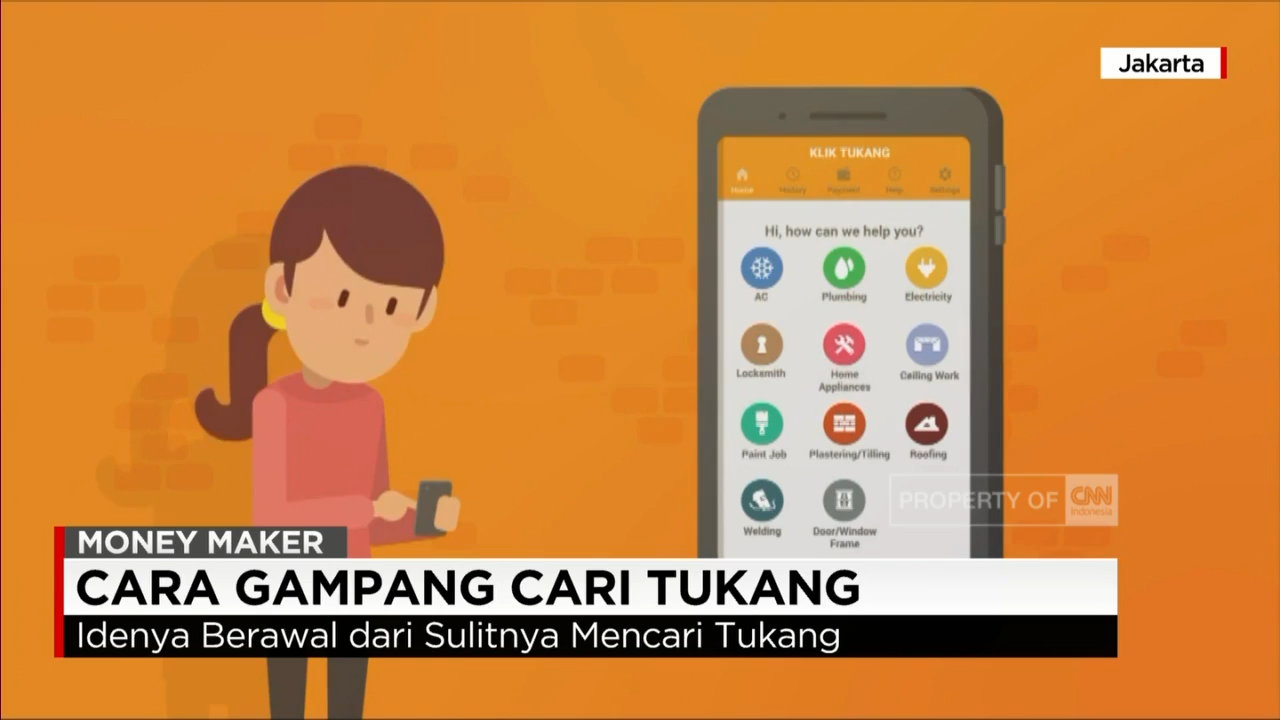 Jakarta
KLIK TUKANG
Home History Payment Help Settings
Hi, how can we help you?
AC Plumbing Electricity
Locksmith Home Appliances Ceiling Work
Paint Job Plastering/Tilling Roofing
Welding Door/Window Frame
PROPERTY OF CNN Indonesia
MONEY MAKER
CARA GAMPANG CARI TUKANG
Idenya Berawal dari Sulitnya Mencari Tukang